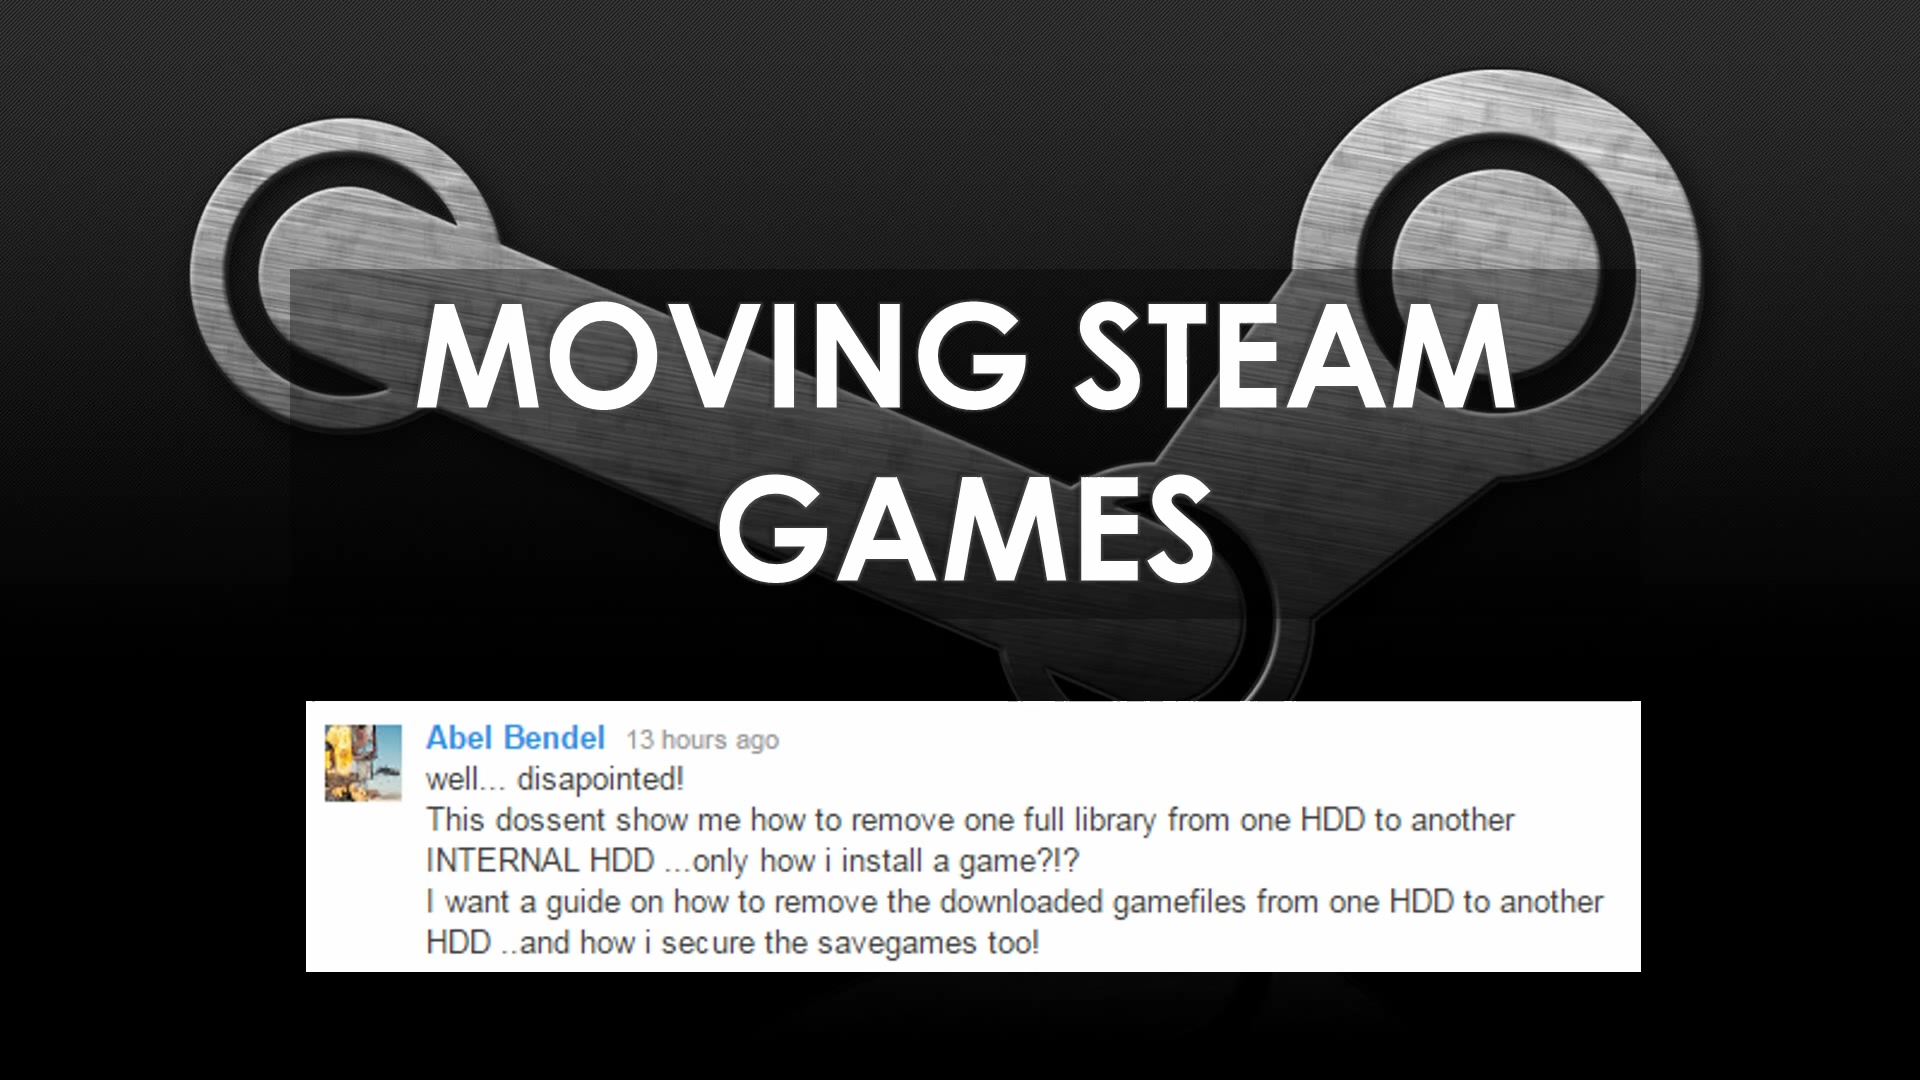 MOVING STEAM
GAMES
Abel Bendel 13 hours ago
well... disapointed!
This dossent show me how to remove one full library from one HDD to another
INTERNAL HDD ...only how i install a game?!?
I want a guide on how to remove the downloaded gamefiles from one HDD to another
HDD ..and how i secure the savegames too!